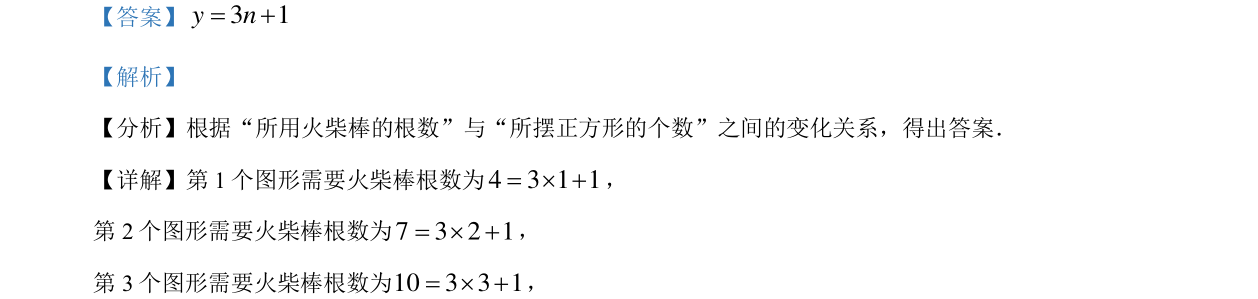 【答案】y=3n+1
【解析】
【分析】根据“所用火柴棒的根数”与“所摆正方形的个数”之间的变化关系，得出答案．
【详解】第 1 个图形需要火柴棒根数为4=3×1+1，
第 2 个图形需要火柴棒根数为7=3×2+1，
第 3 个图形需要火柴棒根数为10=3×3+1，